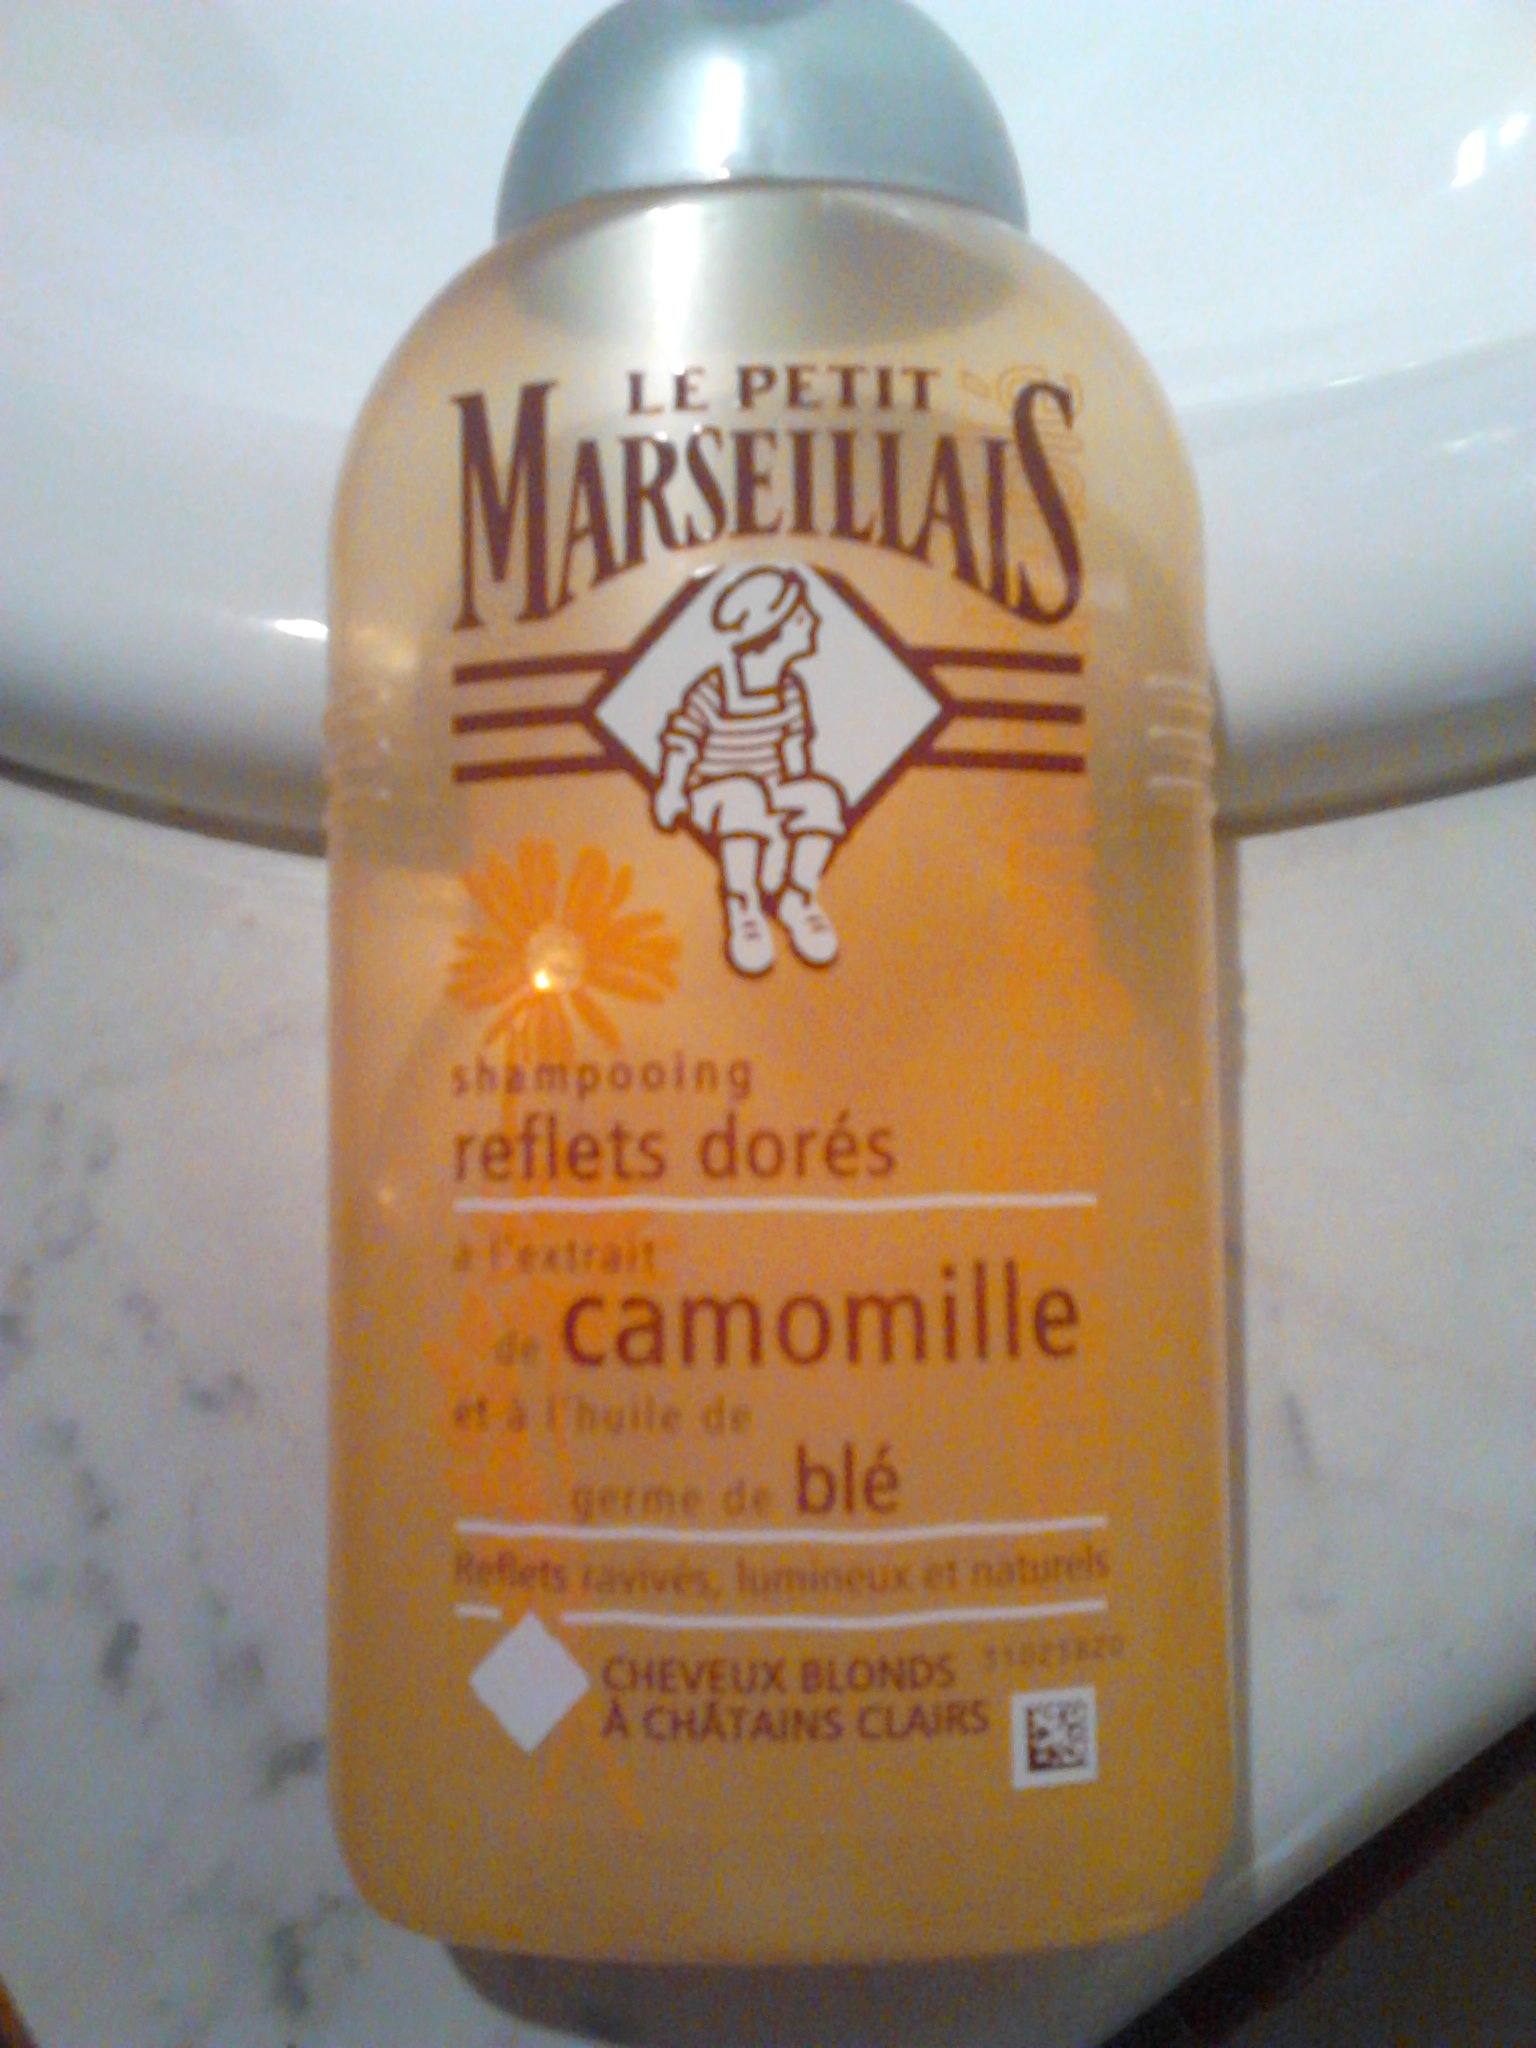 LE PETIT
MARSEILLAIS
shampooing
reflets dorés
à l'extrait
de camomille
et à l'huile de
germe de blé
Reflets ravivés, lumineux et naturels
CHEVEUX BLONDS
À CHÂTAINS CLAIRS